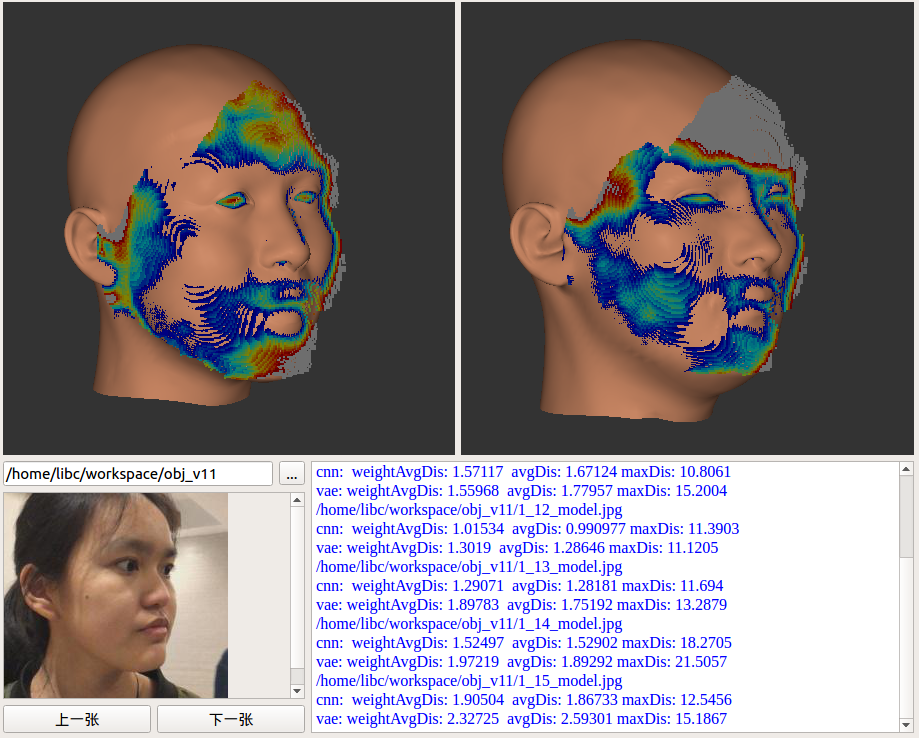 /home/libc/workspace/obj_v11
...
上一张
下一张
cnn:  weightAvgDis: 1.57117  avgDis: 1.67124 maxDis: 10.8061
vae: weightAvgDis: 1.55968  avgDis: 1.77957 maxDis: 15.2004
/home/libc/workspace/obj_v11/1_12_model.jpg
cnn:  weightAvgDis: 1.01534  avgDis: 0.990977 maxDis: 11.3903
vae: weightAvgDis: 1.3019  avgDis: 1.28646 maxDis: 11.1205
/home/libc/workspace/obj_v11/1_13_model.jpg
cnn:  weightAvgDis: 1.29071  avgDis: 1.28181 maxDis: 11.694
vae: weightAvgDis: 1.89783  avgDis: 1.75192 maxDis: 13.2879
/home/libc/workspace/obj_v11/1_14_model.jpg
cnn:  weightAvgDis: 1.52497  avgDis: 1.52902 maxDis: 18.2705
vae: weightAvgDis: 1.97219  avgDis: 1.89292 maxDis: 21.5057
/home/libc/workspace/obj_v11/1_15_model.jpg
cnn:  weightAvgDis: 1.90504  avgDis: 1.86733 maxDis: 12.5456
vae: weightAvgDis: 2.32725  avgDis: 2.59301 maxDis: 15.1867